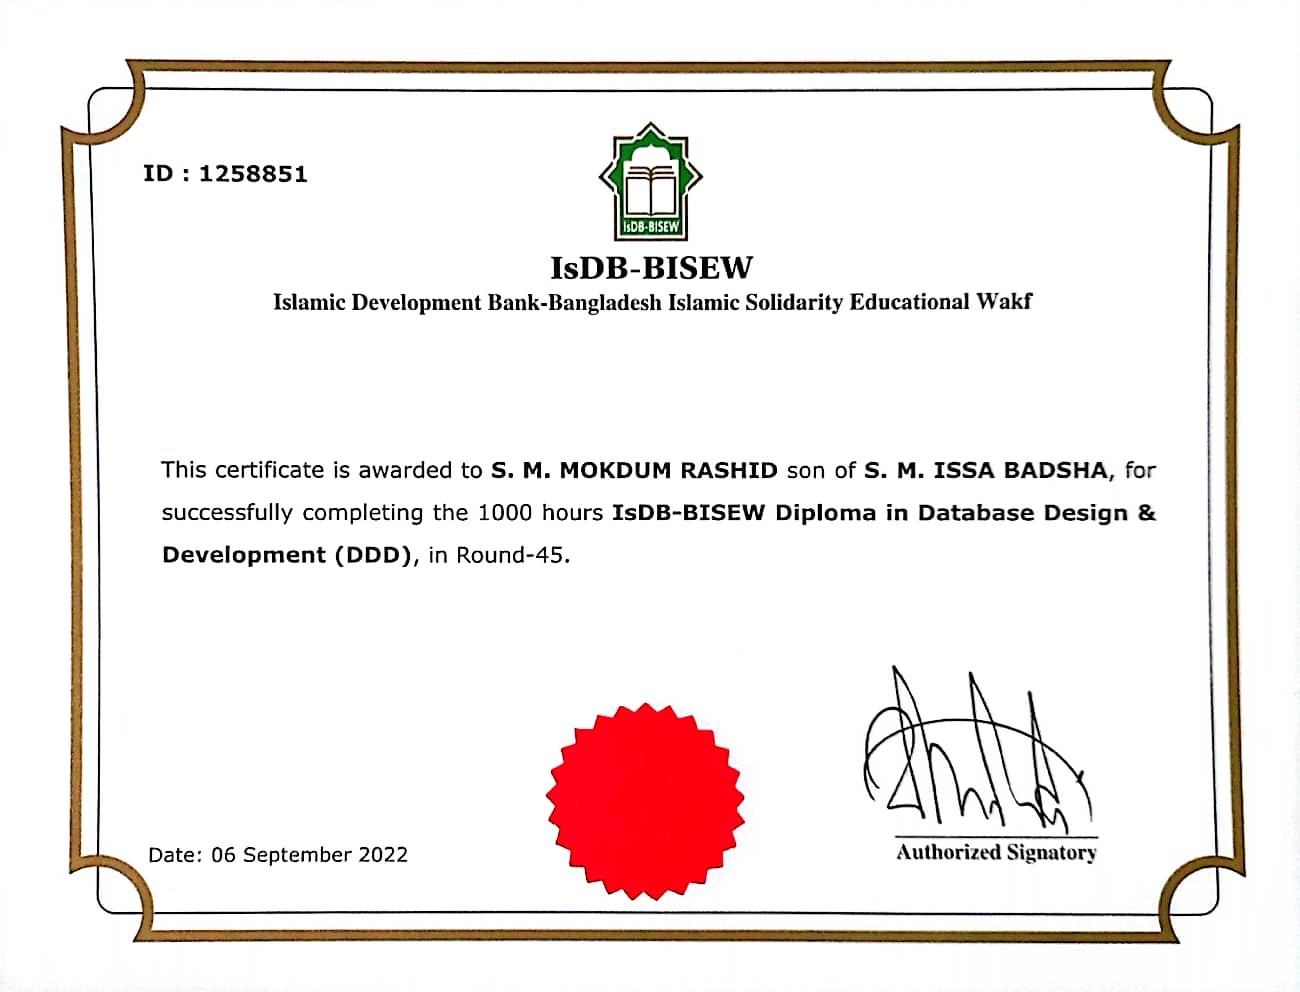 ID : 1258851
IsDB-BISEW
IsDB-BISEW
Islamic Development Bank-Bangladesh Islamic Solidarity Educational Wakf
This certificate is awarded to S. M. MOKDUM RASHID son of S. M. ISSA BADSHA, for
successfully completing the 1000 hours IsDB-BISEW Diploma in Database Design &
Development (DDD), in Round-45.
Date: 06 September 2022
Authorized Signatory